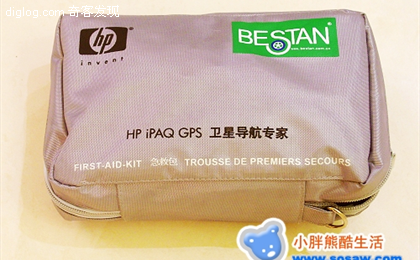 diglog.com 奇客发现
hp
invent
BESTAN
HP iPAQ GPS 卫星导航专家
FIRST-AID-KIT 急救包 TROUSSE DE PREMIERS SECOURS
小胖熊酷生活
www.sosaw.com